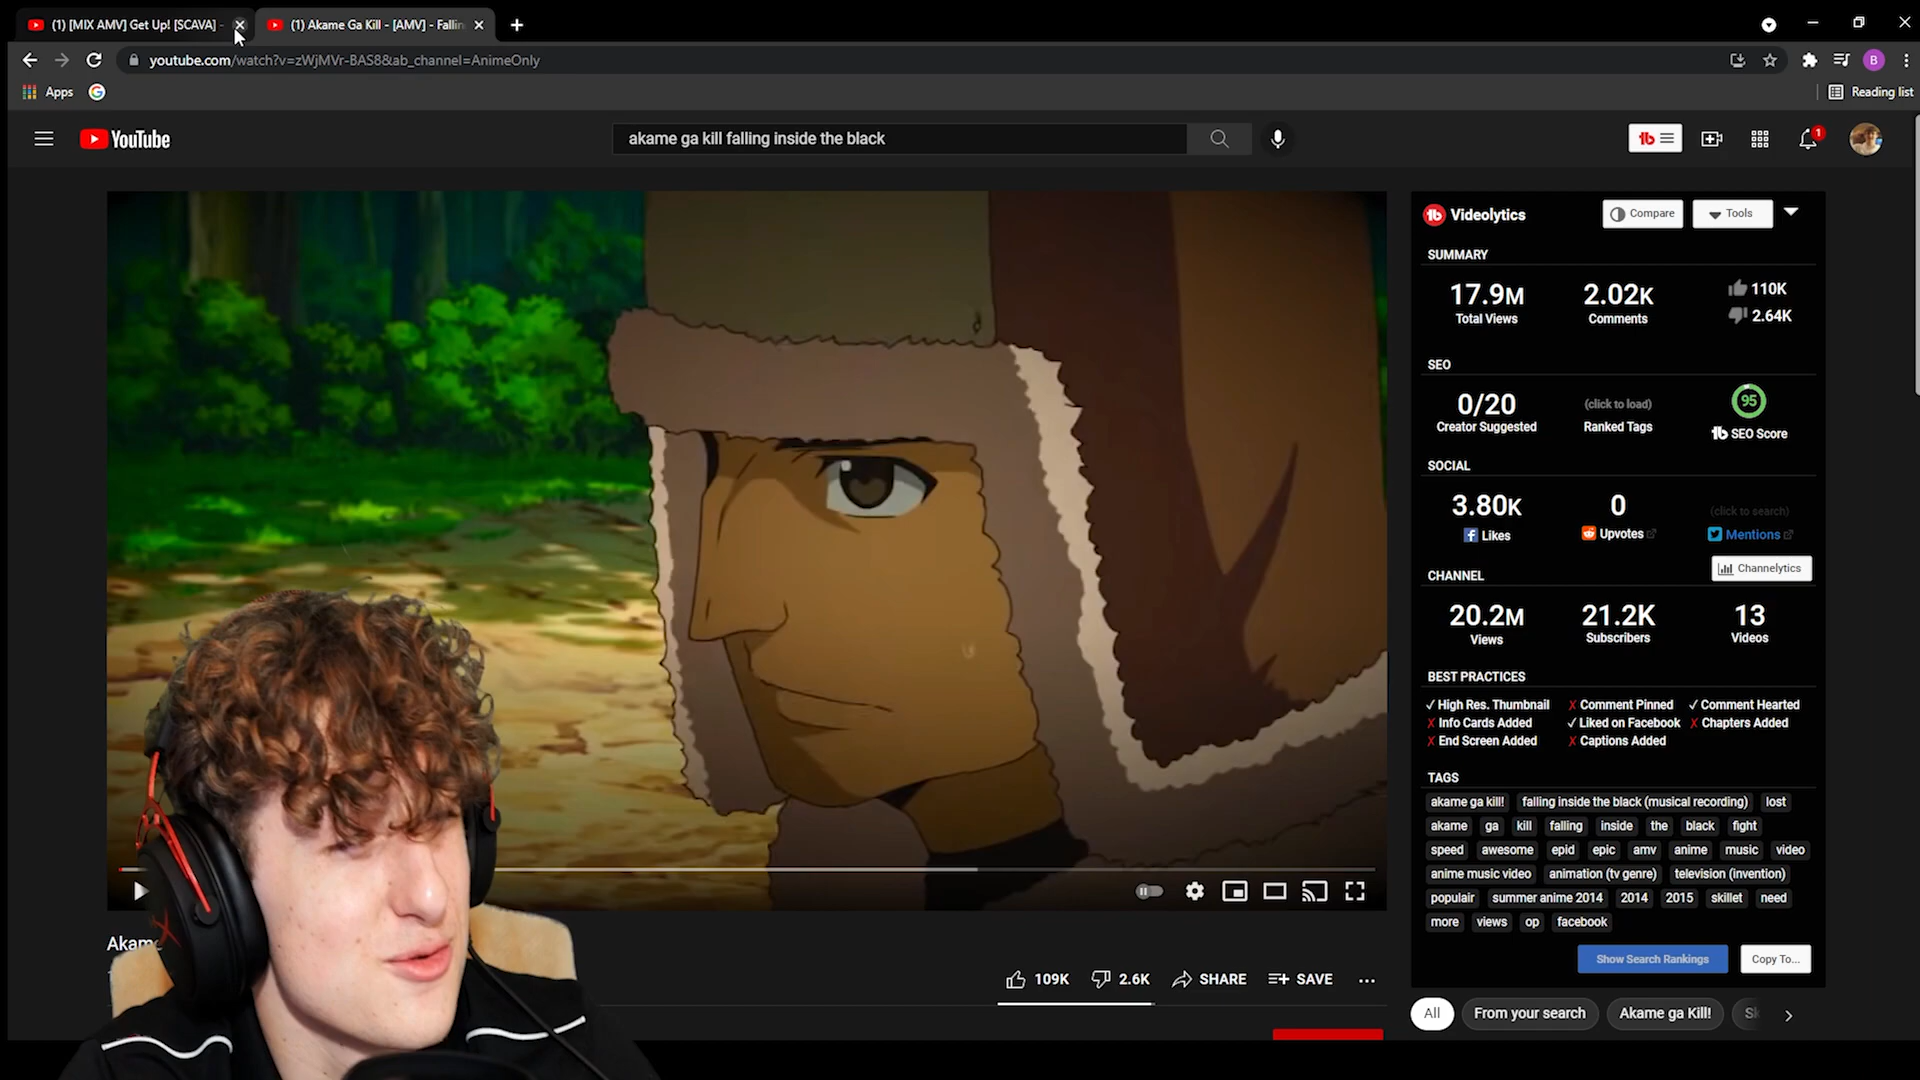 (1) [MIX AMV] Get Up! [SCAVA] -
(1) Akame Ga Kill - [AMV] - Fallin
youtube.com/watch?v=zWjMVr-BAS8&ab_channel=AnimeOnly
B
Apps
Reading list
YouTube
akame ga kill falling inside the black
1
Videolytics
Compare
Tools
SUMMARY
17.9M
2.02K
110K
Total Views
Comments
2.64K
SEO
0/20
(click to load)
95
Creator Suggested
Ranked Tags
SEO Score
SOCIAL
3.80K
0
(click to search)
Likes
Upvotes
Mentions
CHANNEL
Channelytics
20.2M
21.2K
13
Views
Subscribers
Videos
BEST PRACTICES
✓ High Res. Thumbnail ✗ Comment Pinned ✓ Comment Hearted
✗ Info Cards Added ✓ Liked on Facebook ✗ Chapters Added
✗ End Screen Added ✗ Captions Added
TAGS
akame ga kill! falling inside the black (musical recording) lost
akame ga kill falling inside the black fight
speed awesome epid epic amv anime music video
anime music video animation (tv genre) television (invention)
populair summer anime 2014 2014 2015 skillet need
more views op facebook
Show Search Rankings
Copy To...
Akame
109K
2.6K
SHARE
SAVE
All
From your search
Akame ga Kill!
Sk